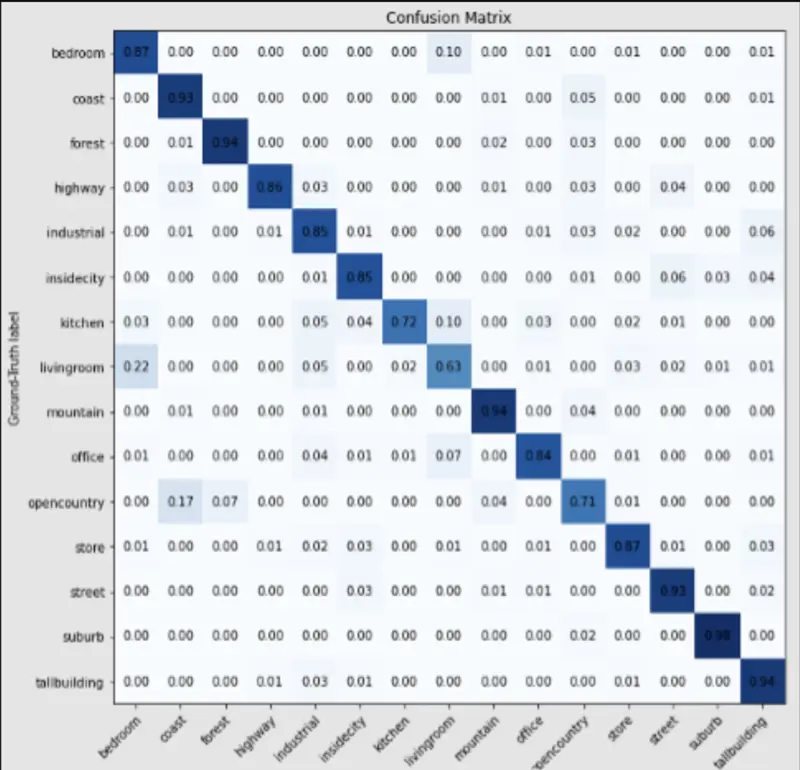 Confusion Matrix
bedroom 0.87 0.00 0.00 0.00 0.00 0.00 0.00 0.10 0.00 0.01 0.00 0.01 0.00 0.00 0.01
coast 0.00 0.93 0.00 0.00 0.00 0.00 0.00 0.00 0.01 0.00 0.05 0.00 0.00 0.00 0.01
forest 0.00 0.01 0.94 0.00 0.00 0.00 0.00 0.00 0.02 0.00 0.03 0.00 0.00 0.00 0.00
highway 0.00 0.03 0.00 0.86 0.03 0.00 0.00 0.00 0.01 0.00 0.03 0.00 0.04 0.00 0.00
industrial 0.00 0.01 0.00 0.01 0.85 0.01 0.00 0.00 0.00 0.01 0.03 0.02 0.00 0.00 0.06
insidecity 0.00 0.00 0.00 0.00 0.01 0.85 0.00 0.00 0.00 0.00 0.01 0.00 0.06 0.03 0.04
kitchen 0.03 0.00 0.00 0.00 0.05 0.04 0.72 0.10 0.00 0.03 0.00 0.02 0.01 0.00 0.00
livingroom 0.22 0.00 0.00 0.00 0.05 0.00 0.02 0.63 0.00 0.01 0.00 0.03 0.02 0.01 0.01
mountain 0.00 0.01 0.00 0.00 0.01 0.00 0.00 0.00 0.94 0.00 0.04 0.00 0.00 0.00 0.00
office 0.01 0.00 0.00 0.00 0.04 0.01 0.01 0.07 0.00 0.84 0.00 0.01 0.00 0.00 0.01
opencountry 0.00 0.17 0.07 0.00 0.00 0.00 0.00 0.00 0.04 0.00 0.71 0.01 0.00 0.00 0.00
store 0.01 0.00 0.00 0.01 0.02 0.03 0.00 0.01 0.00 0.01 0.00 0.87 0.01 0.00 0.03
street 0.00 0.00 0.00 0.00 0.00 0.03 0.00 0.00 0.01 0.01 0.00 0.00 0.93 0.00 0.02
suburb 0.00 0.00 0.00 0.00 0.00 0.00 0.00 0.00 0.00 0.00 0.02 0.00 0.00 0.98 0.00
tallbuilding 0.00 0.00 0.00 0.01 0.03 0.01 0.00 0.00 0.00 0.00 0.00 0.01 0.00 0.00 0.94
Ground-Truth label
bedroom coast forest highway industrial insidecity kitchen livingroom mountain office pencountry store street suburb tallbuilding